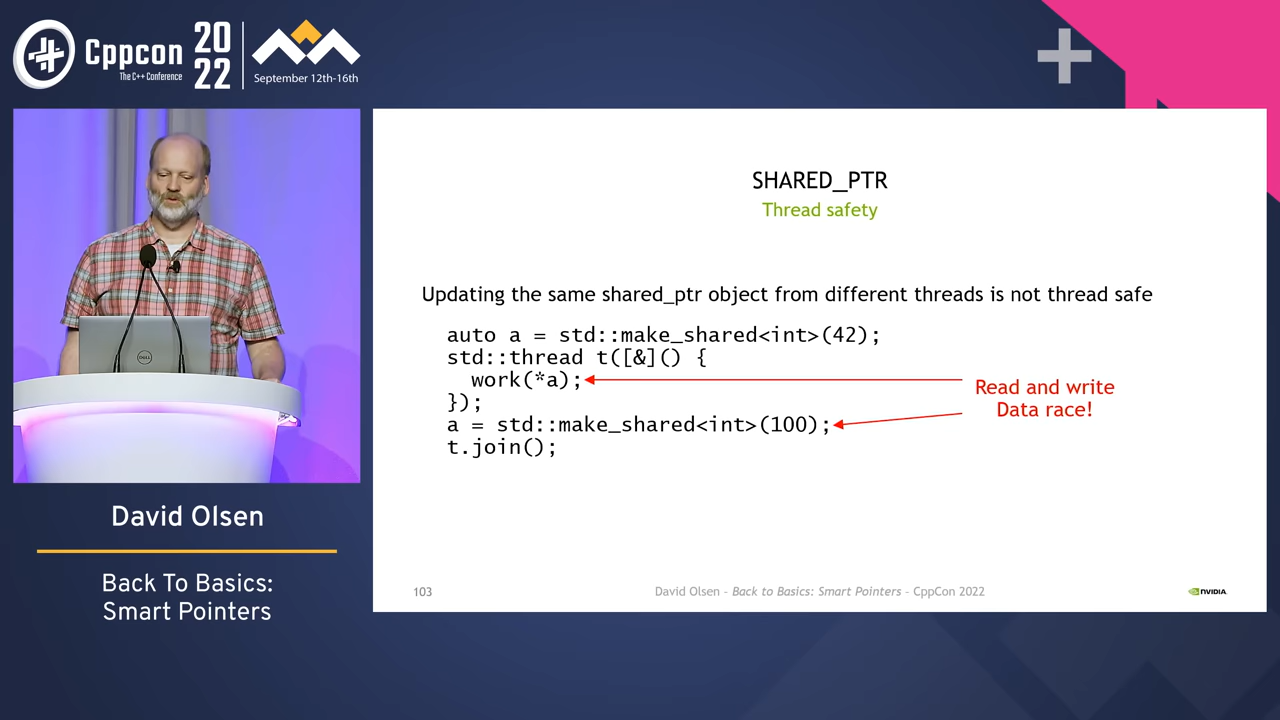 Cppcon
The C++ Conference
20
22
September 12th-16th
SHARED_PTR
Thread safety
Updating the same shared_ptr object from different threads is not thread safe
auto a = std::make_shared<int>(42);
std::thread t([&]() {
work(*a);
});
a = std::make_shared<int>(100);
t.join();
Read and write
Data race!
DELL
David Olsen
Back To Basics:
Smart Pointers
103
David Olsen – Back to Basics: Smart Pointers – CppCon 2022
NVIDIA